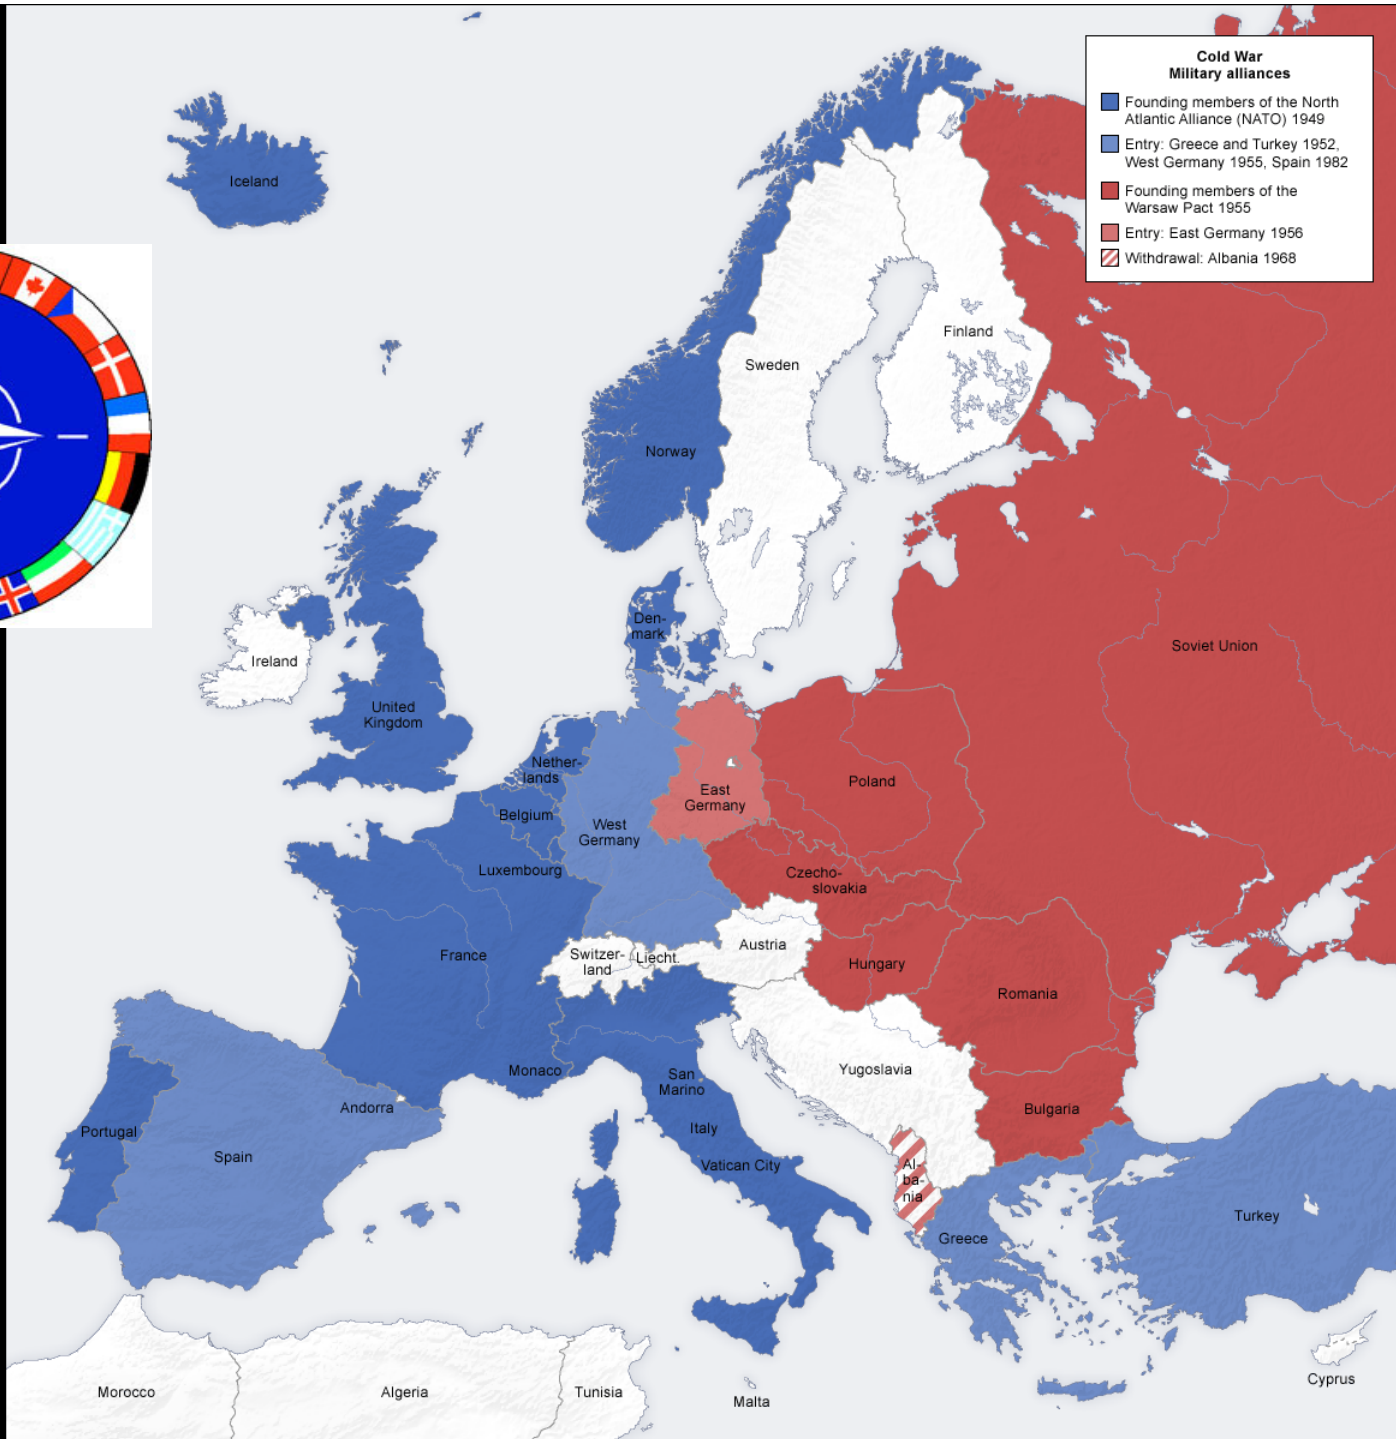 Cold War
Military alliances
Founding members of the North
Atlantic Alliance (NATO) 1949
Entry: Greece and Turkey 1952,
West Germany 1955, Spain 1982
Founding members of the
Warsaw Pact 1955
Entry: East Germany 1956
Withdrawal: Albania 1968
Iceland
Finland
Sweden
Norway
Den-
mark
Soviet Union
Ireland
United
Kingdom
Nether-
lands
Poland
East
Germany
Belgium
West
Germany
Luxembourg
Czecho-
slovakia
France
Switzer-
land
Liecht.
Austria
Hungary
Romania
Monaco
San
Marino
Yugoslavia
Andorra
Bulgaria
Portugal
Spain
Italy
Vatican City
Al-
ba-
nia
Greece
Turkey
Morocco
Algeria
Tunisia
Malta
Cyprus